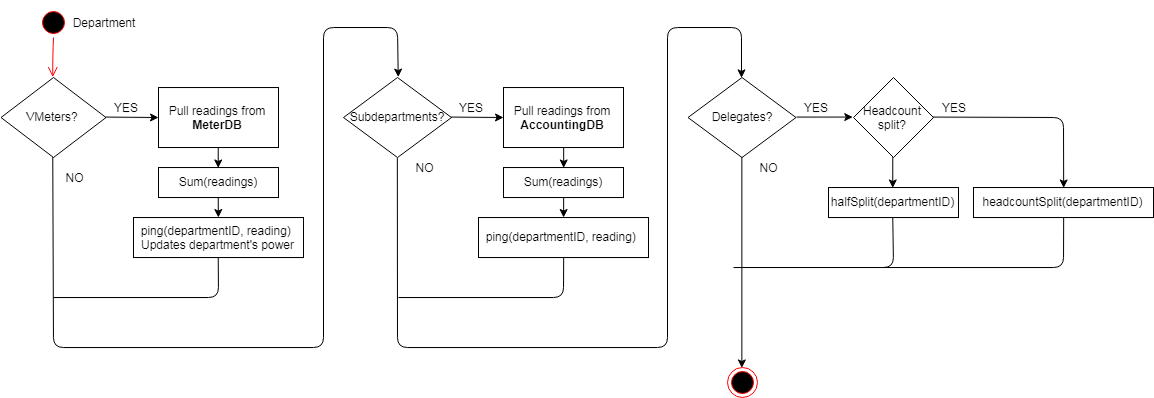 Department
VMeters?
YES
Pull readings from
MeterDB
NO
Sum(readings)
ping(departmentID, reading)
Updates department's power
Subdepartments?
YES
Pull readings from
AccountingDB
NO
Sum(readings)
ping(departmentID, reading)
Delegates?
YES
NO
Headcount
split?
YES
halfSplit(departmentID)
headcountSplit(departmentID)